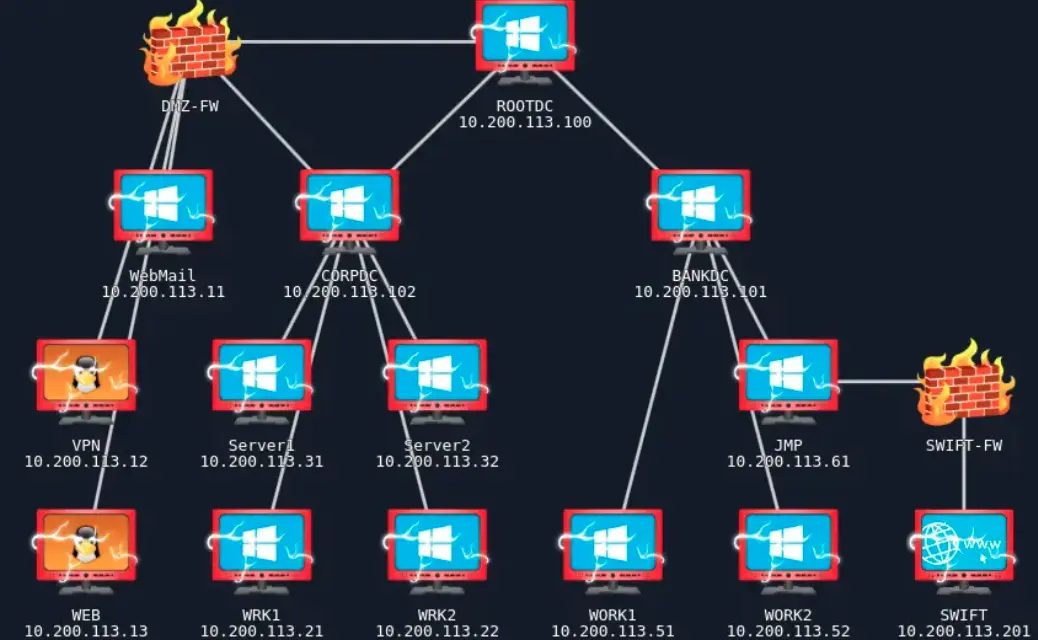 DMZ-FW
ROOTDC
10.200.113.100
WebMail
10.200.113.11
CORPDC
10.200.113.102
BANKDC
10.200.113.101
VPN
10.200.113.12
Server1
10.200.113.31
Server2
10.200.113.32
JMP
10.200.113.61
SWIFT-FW
WEB
10.200.113.13
WRK1
10.200.113.21
WRK2
10.200.113.22
WORK1
10.200.113.51
WORK2
10.200.113.52
www
SWIFT
10.200.113.201